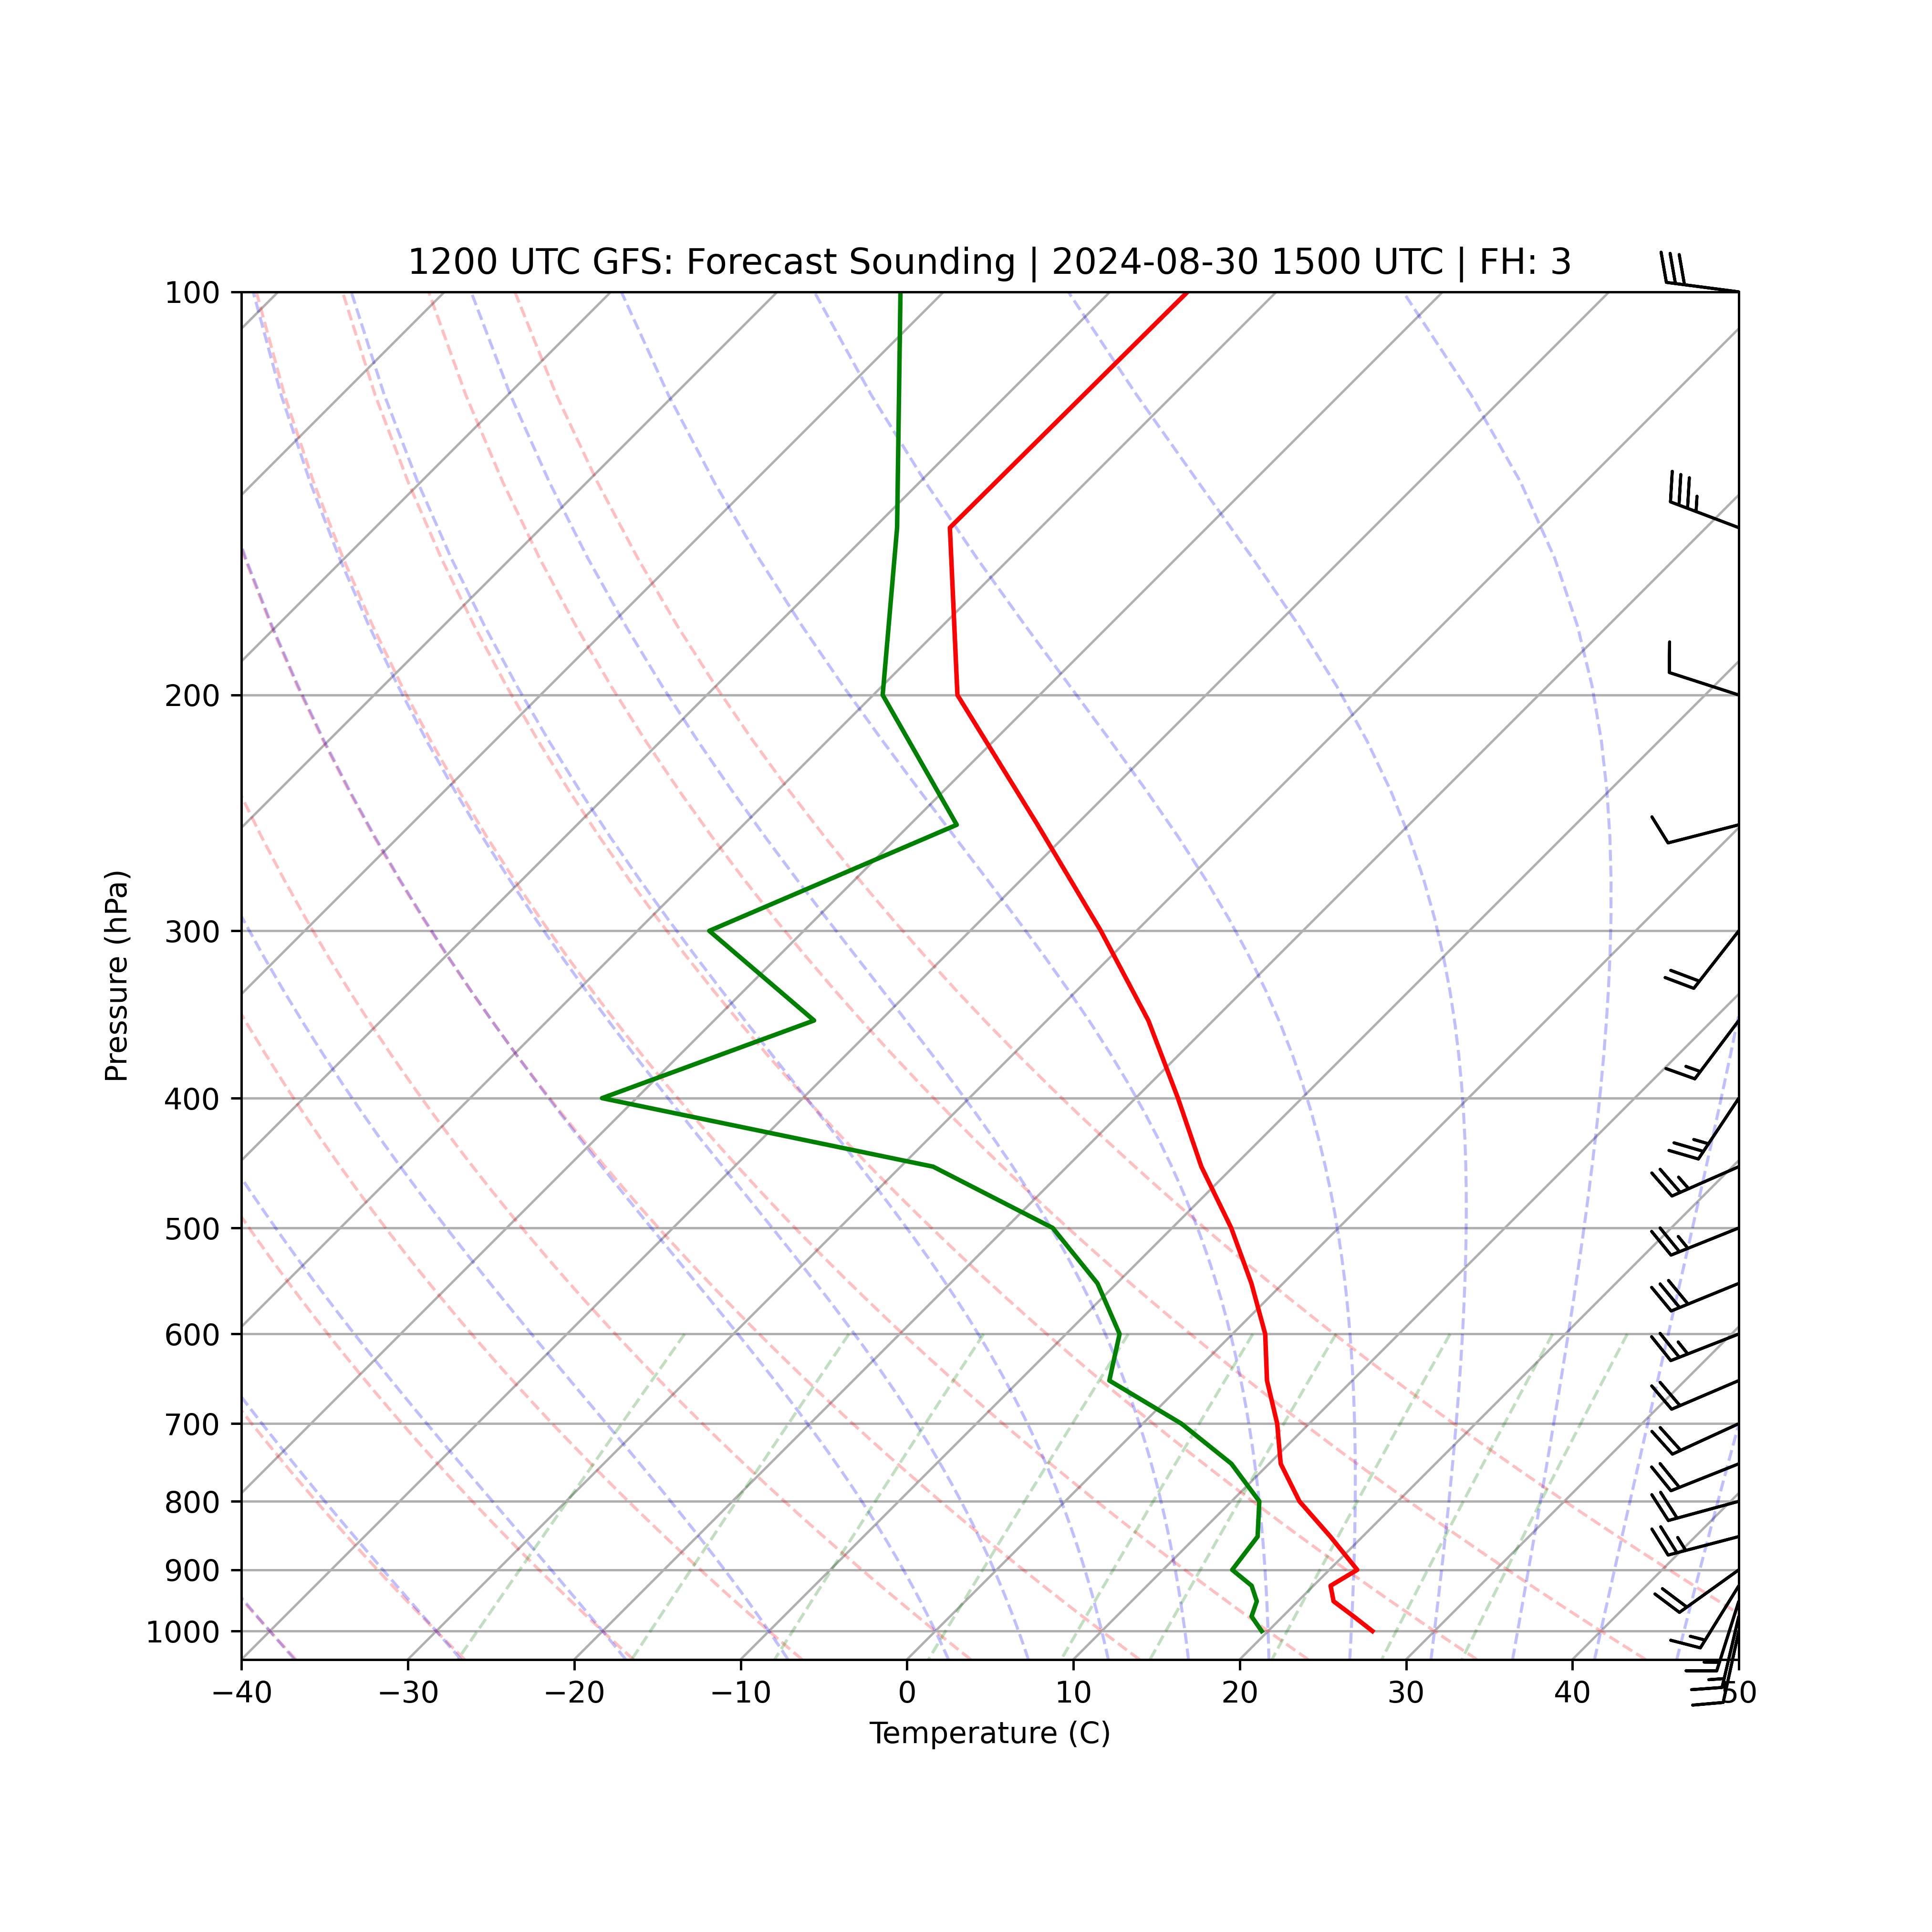 1200 UTC GFS: Forecast Sounding | 2024-08-30 1500 UTC | FH: 3
100
200
300
400
500
600
700
800
900
1000
Pressure (hPa)
−40 −30 −20 −10 0 10 20 30 40 50
Temperature (C)